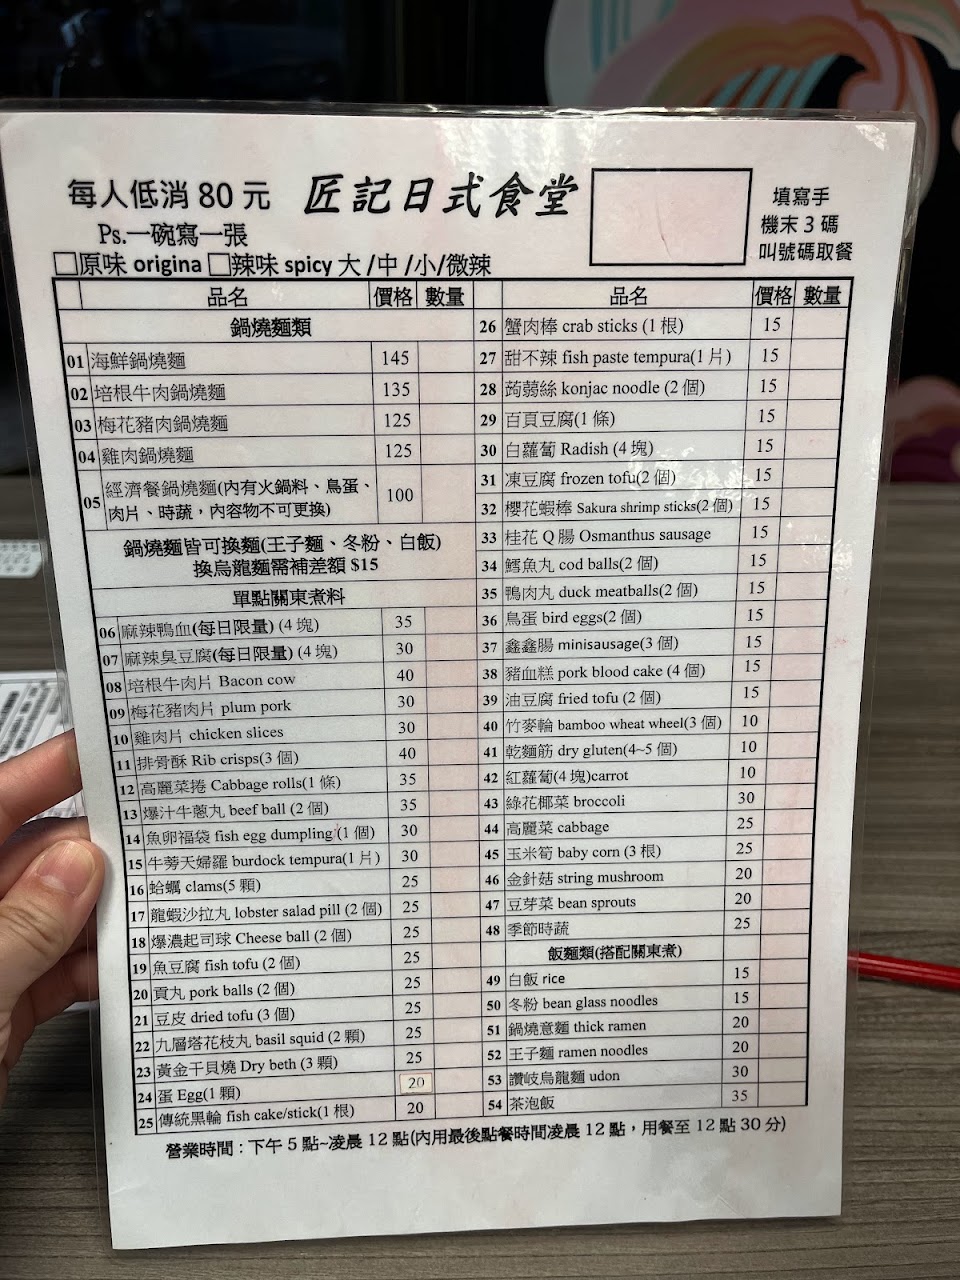 每人低消 80 元 匠記日式食堂 填寫手
機末 3 碼
叫號碼取餐
Ps.一碗寫一張
□原味 origina □辣味 spicy 大 /中 /小/微辣
品名 價格 數量
鍋燒麵類
01 海鮮鍋燒麵 145
02 培根牛肉鍋燒麵 135
03 梅花豬肉鍋燒麵 125
04 雞肉鍋燒麵 125
05 經濟餐鍋燒麵(內有火鍋料、鳥蛋、
肉片、時蔬，內容物不可更換) 100
鍋燒麵皆可換麵(王子麵、冬粉、白飯)
換烏龍麵需補差額 $15
單點關東煮料
06 麻辣鴨血(每日限量) (4 塊) 35
07 麻辣臭豆腐(每日限量) (4 塊) 30
08 培根牛肉片 Bacon cow 40
09 梅花豬肉片 plum pork 30
10 雞肉片 chicken slices 30
11 排骨酥 Rib crisps(3 個) 40
12 高麗菜捲 Cabbage rolls(1 條) 35
13 爆汁牛蔥丸 beef ball (2 個) 35
14 魚卵福袋 fish egg dumpling (1 個) 30
15 牛蒡天婦羅 burdock tempura(1 片) 30
16 蛤蠣 clams(5 顆) 25
17 龍蝦沙拉丸 lobster salad pill (2 個) 25
18 爆濃起司球 Cheese ball (2 個) 25
19 魚豆腐 fish tofu (2 個) 25
20 貢丸 pork balls (2 個) 25
21 豆皮 dried tofu (3 個) 25
22 九層塔花枝丸 basil squid (2 顆) 25
23 黃金干貝燒 Dry beth (3 顆) 25
24 蛋 Egg(1 顆) 20
25 傳統黑輪 fish cake/stick(1 根) 20
品名 價格 數量
26 蟹肉棒 crab sticks (1 根) 15
27 甜不辣 fish paste tempura(1 片) 15
28 蒟蒻絲 konjac noodle (2 個) 15
29 百頁豆腐(1 條) 15
30 白蘿蔔 Radish (4 塊) 15
31 凍豆腐 frozen tofu(2 個) 15
32 櫻花蝦棒 Sakura shrimp sticks(2 個) 15
33 桂花 Q 腸 Osmanthus sausage 15
34 鱈魚丸 cod balls(2 個) 15
35 鴨肉丸 duck meatballs(2 個) 15
36 鳥蛋 bird eggs(2 個) 15
37 鑫鑫腸 minisausage(3 個) 15
38 豬血糕 pork blood cake (4 個) 15
39 油豆腐 fried tofu (2 個) 15
40 竹麥輪 bamboo wheat wheel(3 個) 10
41 乾麵筋 dry gluten(4~5 個) 10
42 紅蘿蔔(4 塊)carrot 10
43 綠花椰菜 broccoli 30
44 高麗菜 cabbage 25
45 玉米筍 baby corn (3 根) 25
46 金針菇 string mushroom 20
47 豆芽菜 bean sprouts 20
48 季節時蔬 25
飯麵類(搭配關東煮)
49 白飯 rice 15
50 冬粉 bean glass noodles 15
51 鍋燒意麵 thick ramen 20
52 王子麵 ramen noodles 20
53 讚岐烏龍麵 udon 30
54 茶泡飯 35
營業時間：下午 5 點~凌晨 12 點(內用最後點餐時間凌晨 12 點，用餐至 12 點 30 分)